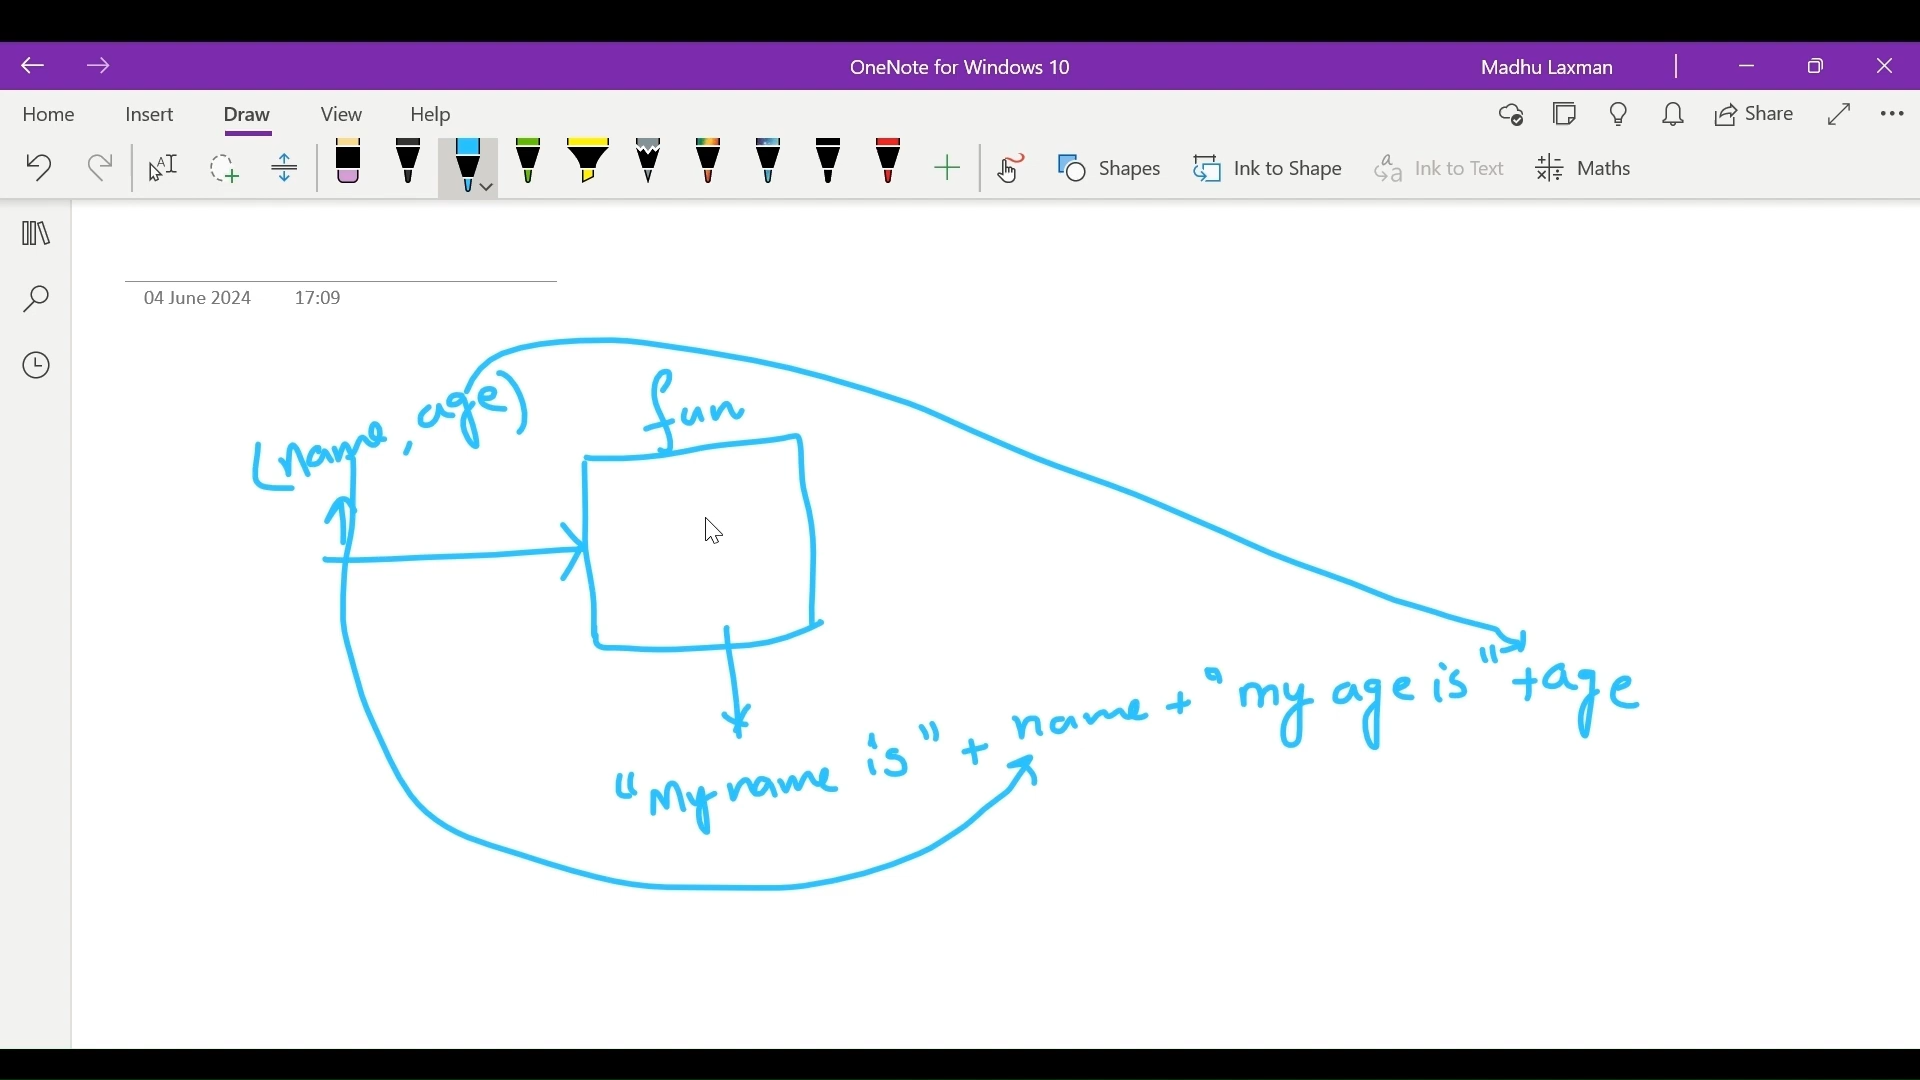 OneNote for Windows 10
Madhu Laxman
Home Insert Draw View Help
Share
Shapes Ink to Shape Ink to Text Maths
04 June 2024 17:09
(name, age)
fun
"My name is" + name + "my age is" + age